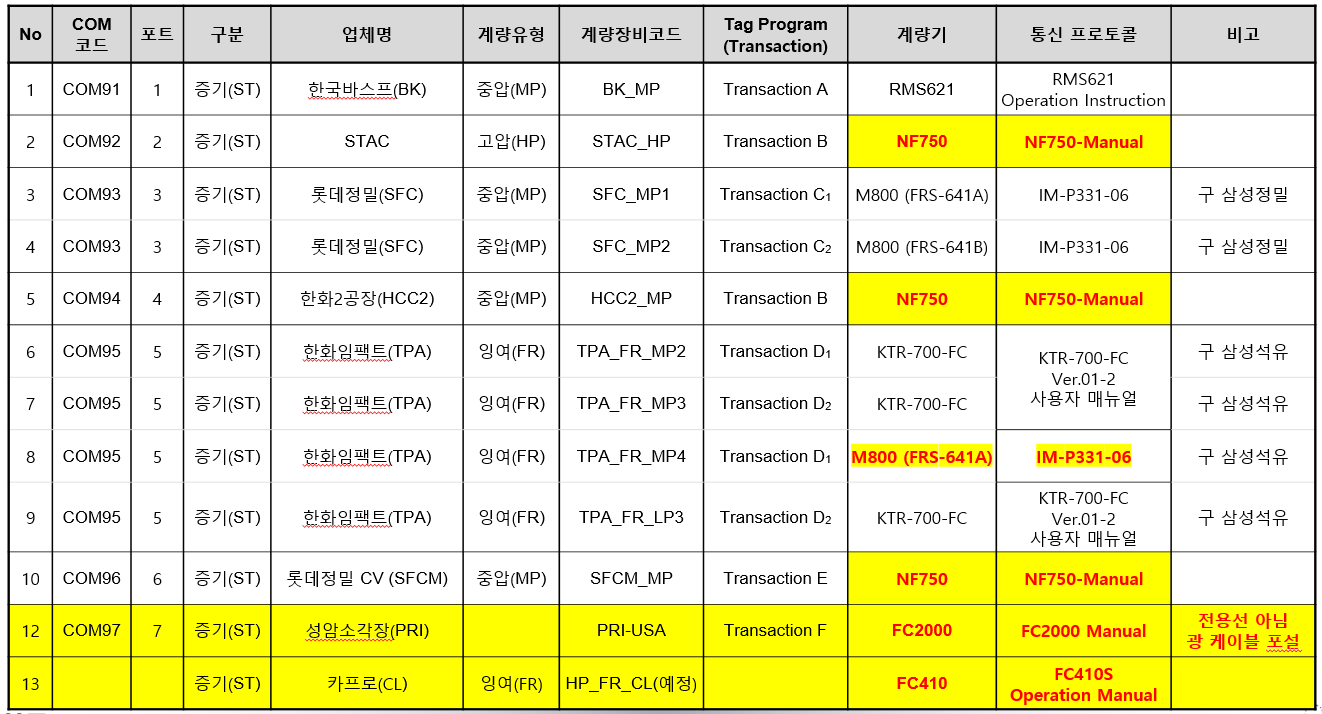 No COM 코드 포트 구분 업체명 계량유형 계량장비코드 Tag Program (Transaction) 계량기 통신 프로토콜 비고
1 COM91 1 증기(ST) 한국바스프(BK) 중압(MP) BK_MP Transaction A RMS621 RMS621 Operation Instruction
2 COM92 2 증기(ST) STAC 고압(HP) STAC_HP Transaction B NF750 NF750-Manual
3 COM93 3 증기(ST) 롯데정밀(SFC) 중압(MP) SFC_MP1 Transaction C₁ M800 (FRS-641A) IM-P331-06 구 삼성정밀
4 COM93 3 증기(ST) 롯데정밀(SFC) 중압(MP) SFC_MP2 Transaction C₂ M800 (FRS-641B) IM-P331-06 구 삼성정밀
5 COM94 4 증기(ST) 한화2공장(HCC2) 중압(MP) HCC2_MP Transaction B NF750 NF750-Manual
6 COM95 5 증기(ST) 한화임팩트(TPA) 잉여(FR) TPA_FR_MP2 Transaction D₁ KTR-700-FC KTR-700-FC Ver.01-2 사용자 매뉴얼 구 삼성석유
7 COM95 5 증기(ST) 한화임팩트(TPA) 잉여(FR) TPA_FR_MP3 Transaction D₂ KTR-700-FC 구 삼성석유
8 COM95 5 증기(ST) 한화임팩트(TPA) 잉여(FR) TPA_FR_MP4 Transaction D₁ M800 (FRS-641A) IM-P331-06 구 삼성석유
9 COM95 5 증기(ST) 한화임팩트(TPA) 잉여(FR) TPA_FR_LP3 Transaction D₂ KTR-700-FC KTR-700-FC Ver.01-2 사용자 매뉴얼 구 삼성석유
10 COM96 6 증기(ST) 롯데정밀 CV (SFCM) 중압(MP) SFCM_MP Transaction E NF750 NF750-Manual
12 COM97 7 증기(ST) 성암소각장(PRI) PRI-USA Transaction F FC2000 FC2000 Manual 전용선 아님 광 케이블 포설
13 증기(ST) 카프로(CL) 잉여(FR) HP_FR_CL(예정) FC410 FC410S Operation Manual